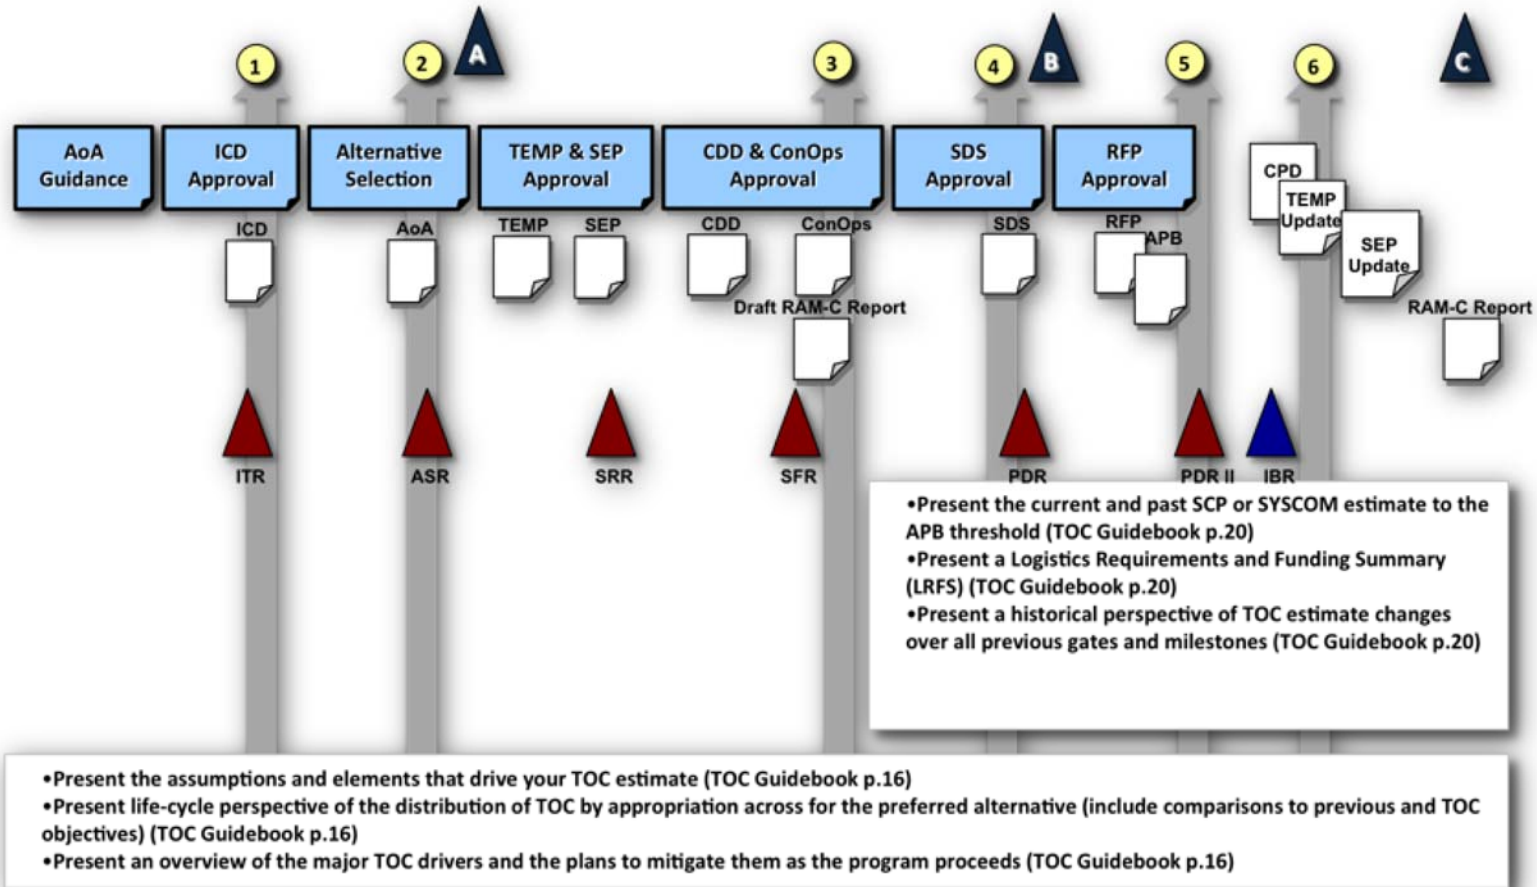 1
2
A
3
4
B
5
6
C
AoA
Guidance
ICD
Approval
Alternative
Selection
TEMP & SEP
Approval
CDD & ConOps
Approval
SDS
Approval
RFP
Approval
CPD
TEMP
Update
SEP
Update
ICD
AoA
TEMP
SEP
CDD
ConOps
SDS
RFP
APB
Draft RAM-C Report
RAM-C Report
ITR
ASR
SRR
SFR
PDR
PDR II
IBR
•Present the current and past SCP or SYSCOM estimate to the
APB threshold (TOC Guidebook p.20)
•Present a Logistics Requirements and Funding Summary
(LRFS) (TOC Guidebook p.20)
•Present a historical perspective of TOC estimate changes
over all previous gates and milestones (TOC Guidebook p.20)
•Present the assumptions and elements that drive your TOC estimate (TOC Guidebook p.16)
•Present life-cycle perspective of the distribution of TOC by appropriation across for the preferred alternative (include comparisons to previous and TOC
objectives) (TOC Guidebook p.16)
•Present an overview of the major TOC drivers and the plans to mitigate them as the program proceeds (TOC Guidebook p.16)